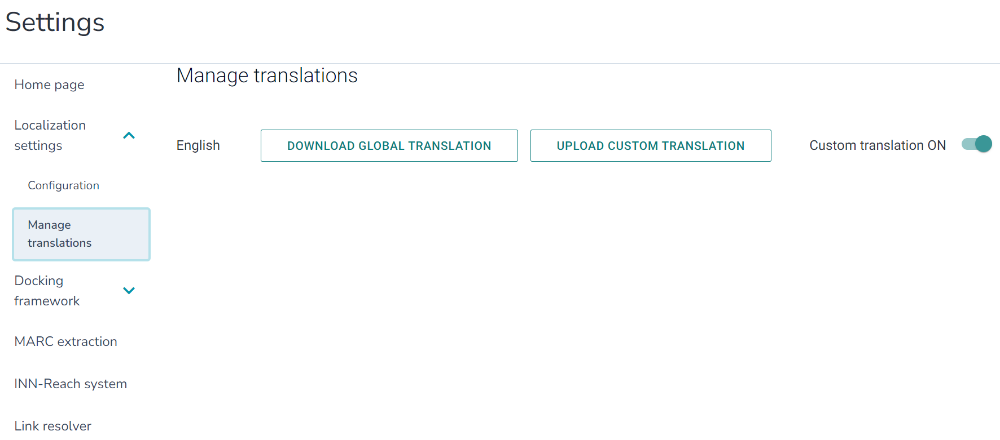 Settings
Home page
Localization
settings
Configuration
Manage
translations
Docking
framework
MARC extraction
INN-Reach system
Link resolver
Manage translations
English
DOWNLOAD GLOBAL TRANSLATION
UPLOAD CUSTOM TRANSLATION
Custom translation ON